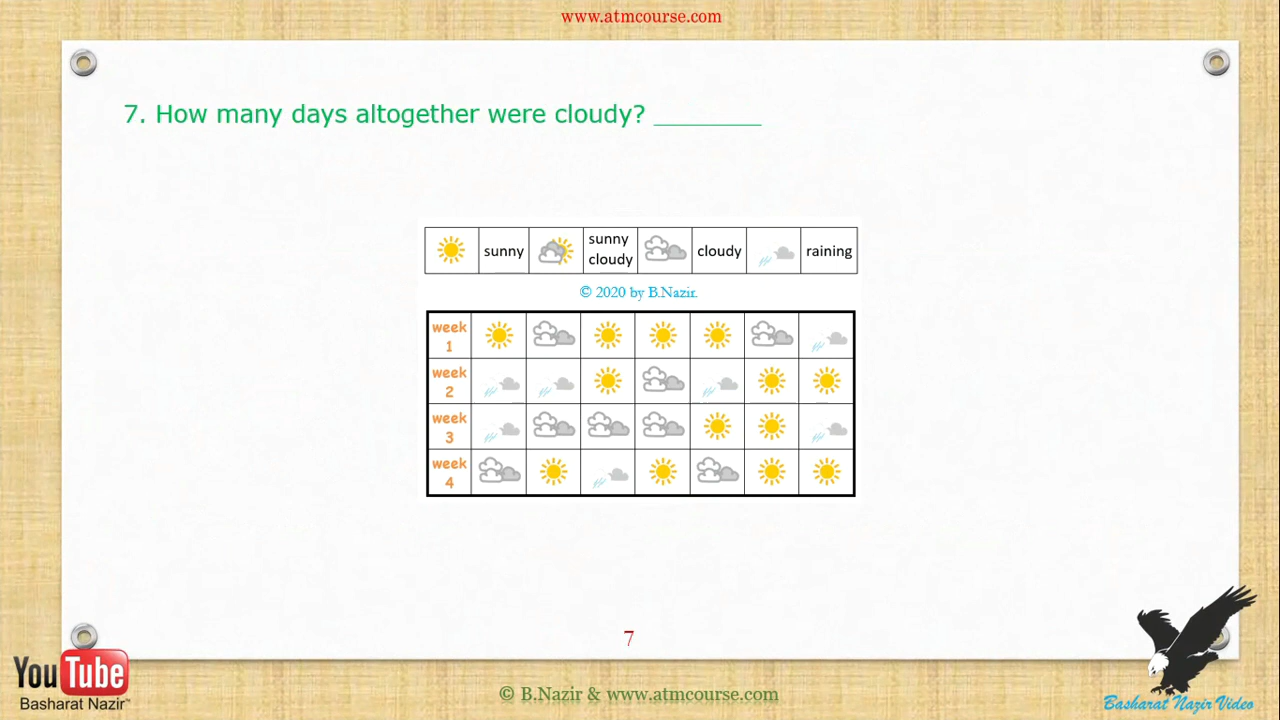 www.atmcourse.com
7. How many days altogether were cloudy? ________
sunny
sunny
cloudy
cloudy
raining
© 2020 by B.Nazir.
week
1
week
2
week
3
week
4
7
YouTube
Basharat Nazir™
© B.Nazir & www.atmcourse.com
Basharat Nazir Video